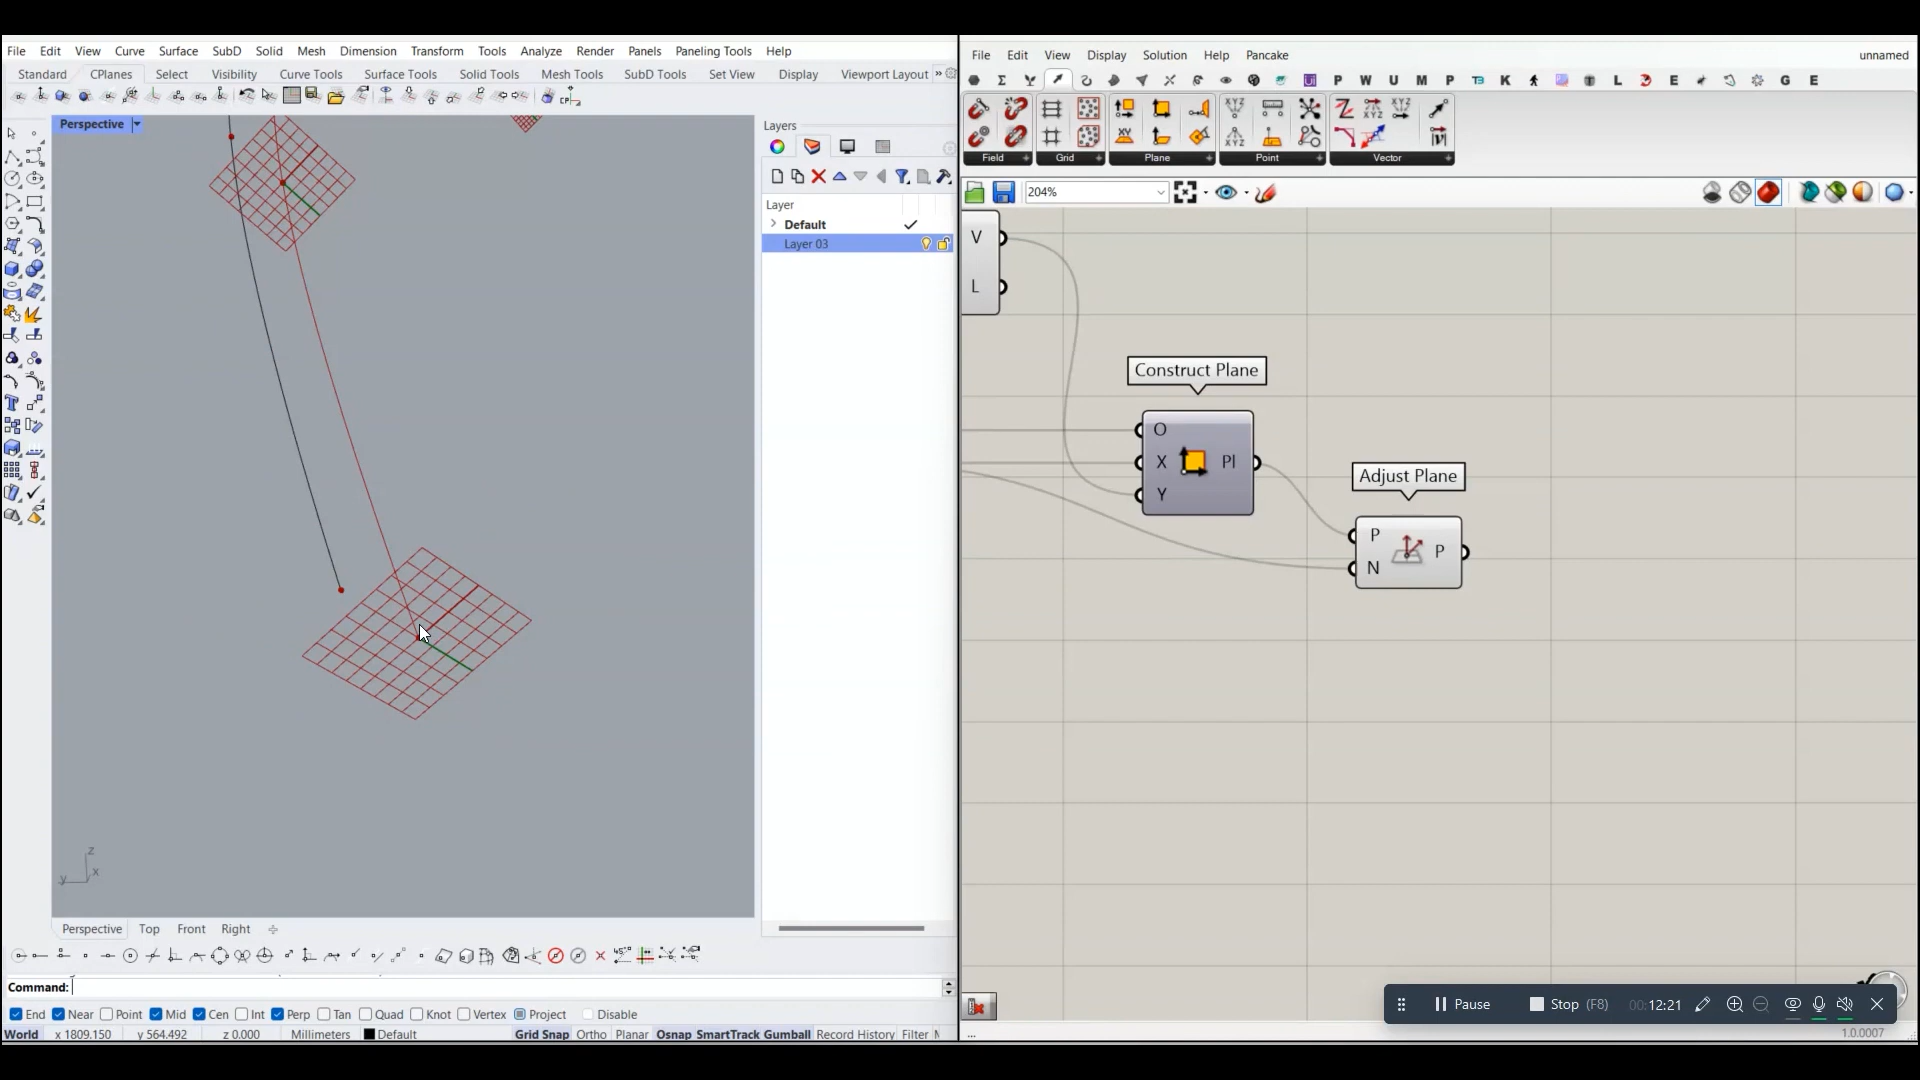 File Edit View Curve Surface SubD Solid Mesh Dimension Transform Tools Analyze Render Panels Paneling Tools Help
Standard CPlanes Select Visibility Curve Tools Surface Tools Solid Tools Mesh Tools SubD Tools Set View Display Viewport Layout »
Perspective
Layers
Layer
Default
Layer 03
z
y x
Perspective Top Front Right
Command:
End Near Point Mid Cen Int Perp Tan Quad Knot Vertex Project Disable
World x 1809.150 y 564.492 z 0.000 Millimeters Default Grid Snap Ortho Planar Osnap SmartTrack Gumball Record History Filter
File Edit View Display Solution Help Pancake unnamed
P W U M P K L E G E
Field Grid Plane Point Vector
204%
V
L
Construct Plane
O
X Pl
Y
Adjust Plane
P
P
N
Pause Stop (F8) 00:12:21
1.0.0007